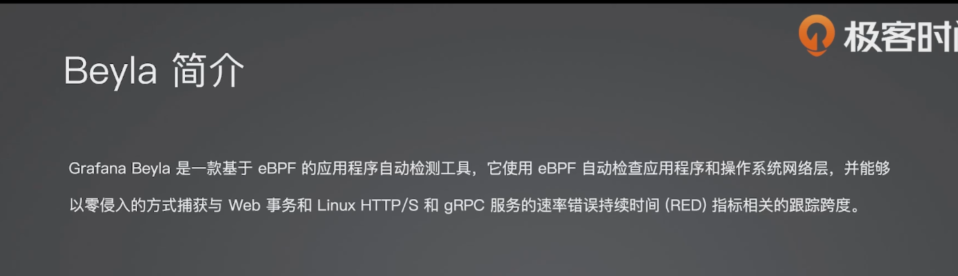 极客时间
Beyla 简介
Grafana Beyla 是一款基于 eBPF 的应用程序自动检测工具，它使用 eBPF 自动检查应用程序和操作系统网络层，并能够
以零侵入的方式捕获与 Web 事务和 Linux HTTP/S 和 gRPC 服务的速率错误持续时间 (RED) 指标相关的跟踪跨度。